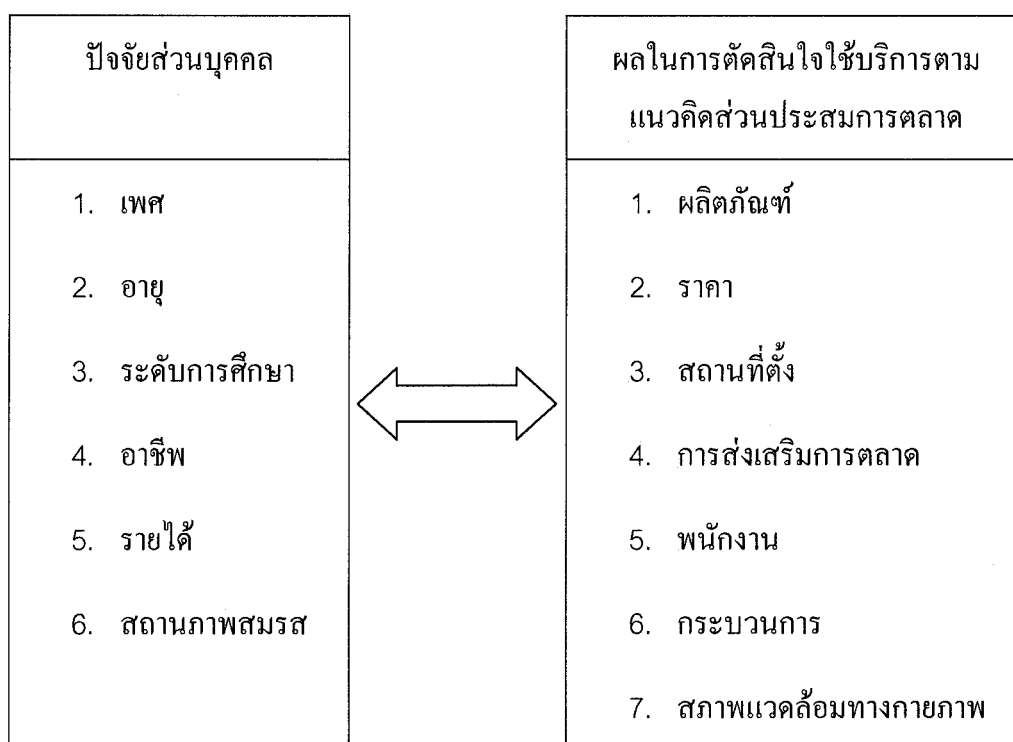 ปัจจัยส่วนบุคคล
1. เพศ
2. อายุ
3. ระดับการศึกษา
4. อาชีพ
5. รายได้
6. สถานภาพสมรส
ผลในการตัดสินใจใช้บริการตาม
แนวคิดส่วนประสมการตลาด
1. ผลิตภัณฑ์
2. ราคา
3. สถานที่ตั้ง
4. การส่งเสริมการตลาด
5. พนักงาน
6. กระบวนการ
7. สภาพแวดล้อมทางกายภาพ